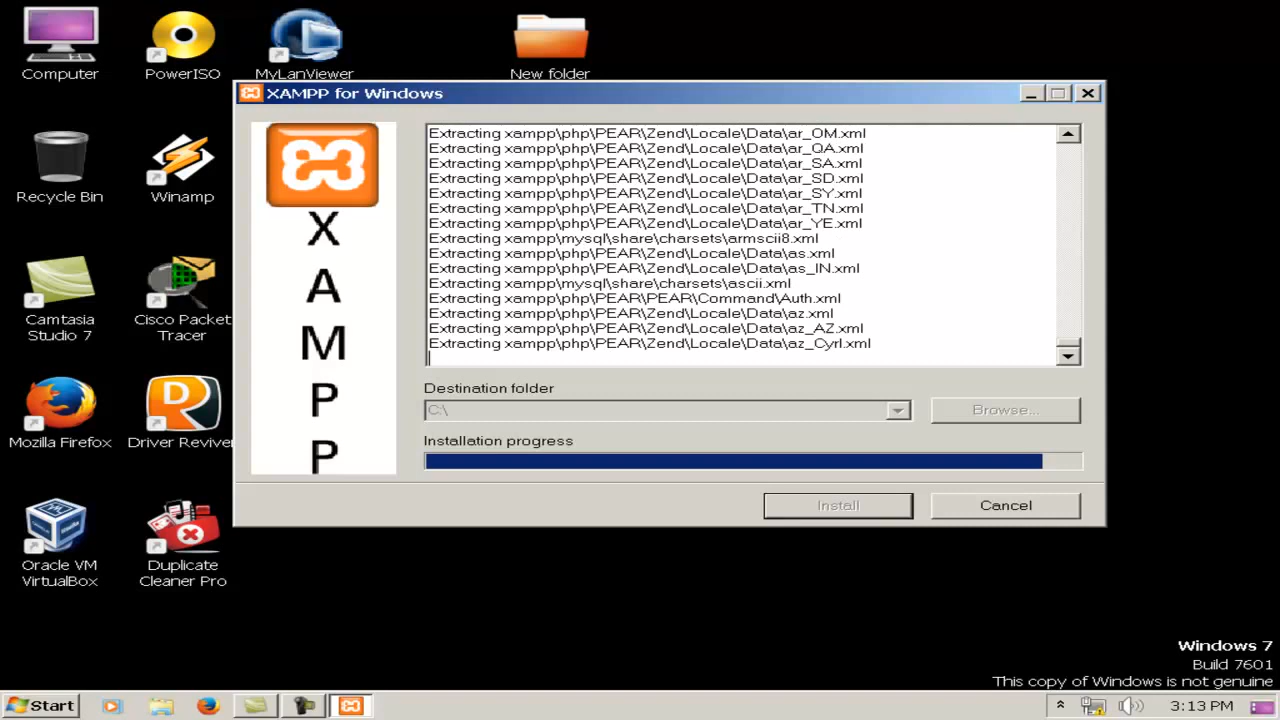 Computer
PowerISO
MyLanViewer
New folder
XAMPP for Windows
Recycle Bin
Winamp
Camtasia
Studio 7
Cisco Packet
Tracer
Mozilla Firefox
Driver Reviver
Oracle VM
VirtualBox
Duplicate
Cleaner Pro
X
A
M
P
P
Extracting xampp\php\PEAR\Zend\Locale\Data\ar_OM.xml
Extracting xampp\php\PEAR\Zend\Locale\Data\ar_QA.xml
Extracting xampp\php\PEAR\Zend\Locale\Data\ar_SA.xml
Extracting xampp\php\PEAR\Zend\Locale\Data\ar_SD.xml
Extracting xampp\php\PEAR\Zend\Locale\Data\ar_SY.xml
Extracting xampp\php\PEAR\Zend\Locale\Data\ar_TN.xml
Extracting xampp\php\PEAR\Zend\Locale\Data\ar_YE.xml
Extracting xampp\mysql\share\charsets\armscii8.xml
Extracting xampp\php\PEAR\Zend\Locale\Data\as.xml
Extracting xampp\php\PEAR\Zend\Locale\Data\as_IN.xml
Extracting xampp\mysql\share\charsets\ascii.xml
Extracting xampp\php\PEAR\PEAR\Command\Auth.xml
Extracting xampp\php\PEAR\Zend\Locale\Data\az.xml
Extracting xampp\php\PEAR\Zend\Locale\Data\az_AZ.xml
Extracting xampp\php\PEAR\Zend\Locale\Data\az_Cyrl.xml
Destination folder
C:\
Browse...
Installation progress
Install
Cancel
Windows 7
Build 7601
This copy of Windows is not genuine
Start
3:13 PM